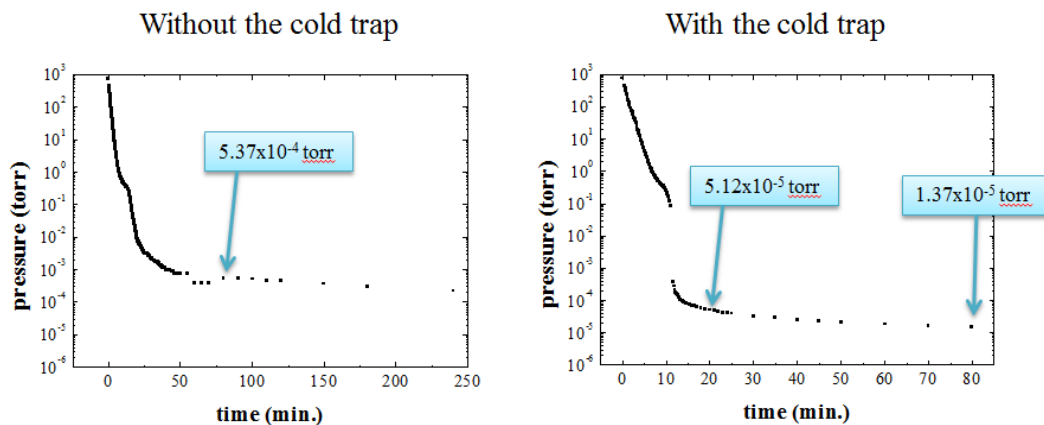 Without the cold trap
10³
10²
10¹
10⁰
10⁻¹
10⁻²
10⁻³
10⁻⁴
10⁻⁵
10⁻⁶
pressure (torr)
5.37x10⁻⁴ torr
0 50 100 150 200 250
time (min.)
With the cold trap
10³
10²
10¹
10⁰
10⁻¹
10⁻²
10⁻³
10⁻⁴
10⁻⁵
10⁻⁶
pressure (torr)
5.12x10⁻⁵ torr
1.37x10⁻⁵ torr
0 10 20 30 40 50 60 70 80
time (min.)